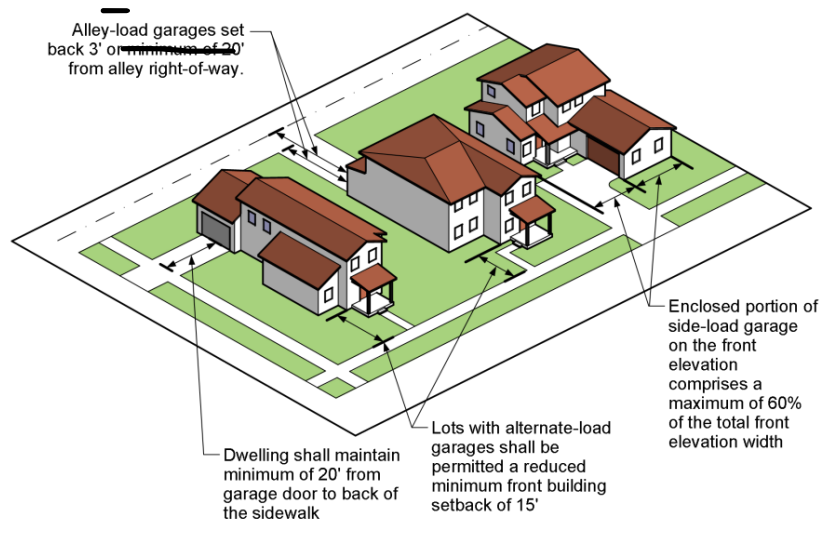 Alley-load garages set
back 3' or minimum of 20'
from alley right-of-way.
Enclosed portion of
side-load garage
on the front
elevation
comprises a
maximum of 60%
of the total front
elevation width
Lots with alternate-load
garages shall be
permitted a reduced
minimum front building
setback of 15'
Dwelling shall maintain
minimum of 20' from
garage door to back of
the sidewalk